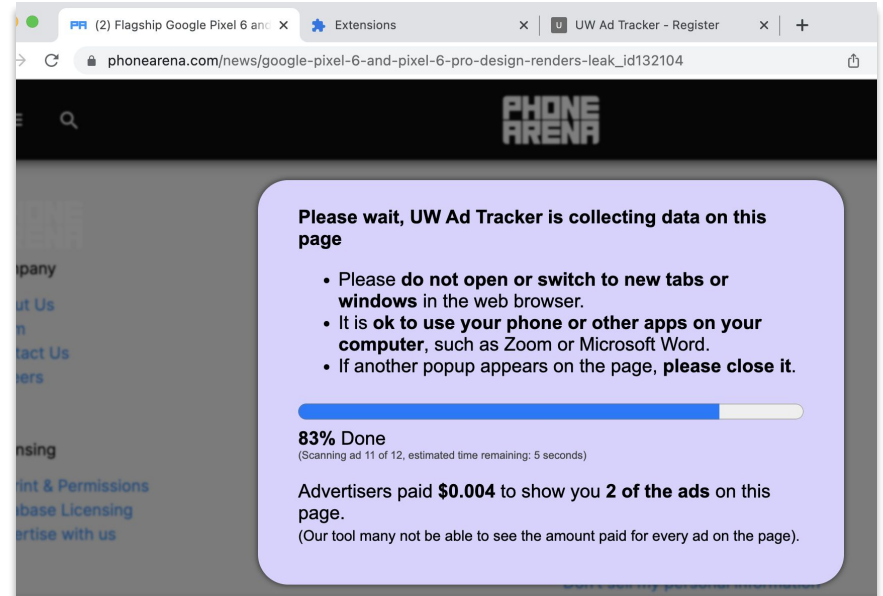 (2) Flagship Google Pixel 6 and
Extensions
UW Ad Tracker - Register
phonearena.com/news/google-pixel-6-and-pixel-6-pro-design-renders-leak_id132104
PHONE
ARENA
Please wait, UW Ad Tracker is collecting data on this
page
• Please do not open or switch to new tabs or
windows in the web browser.
• It is ok to use your phone or other apps on your
computer, such as Zoom or Microsoft Word.
• If another popup appears on the page, please close it.
83% Done
(Scanning ad 11 of 12, estimated time remaining: 5 seconds)
Advertisers paid $0.004 to show you 2 of the ads on this
page.
(Our tool many not be able to see the amount paid for every ad on the page).
mpany
ut Us
m
tact Us
eers
nsing
rint & Permissions
abase Licensing
ertise with us
Don't sell my personal information